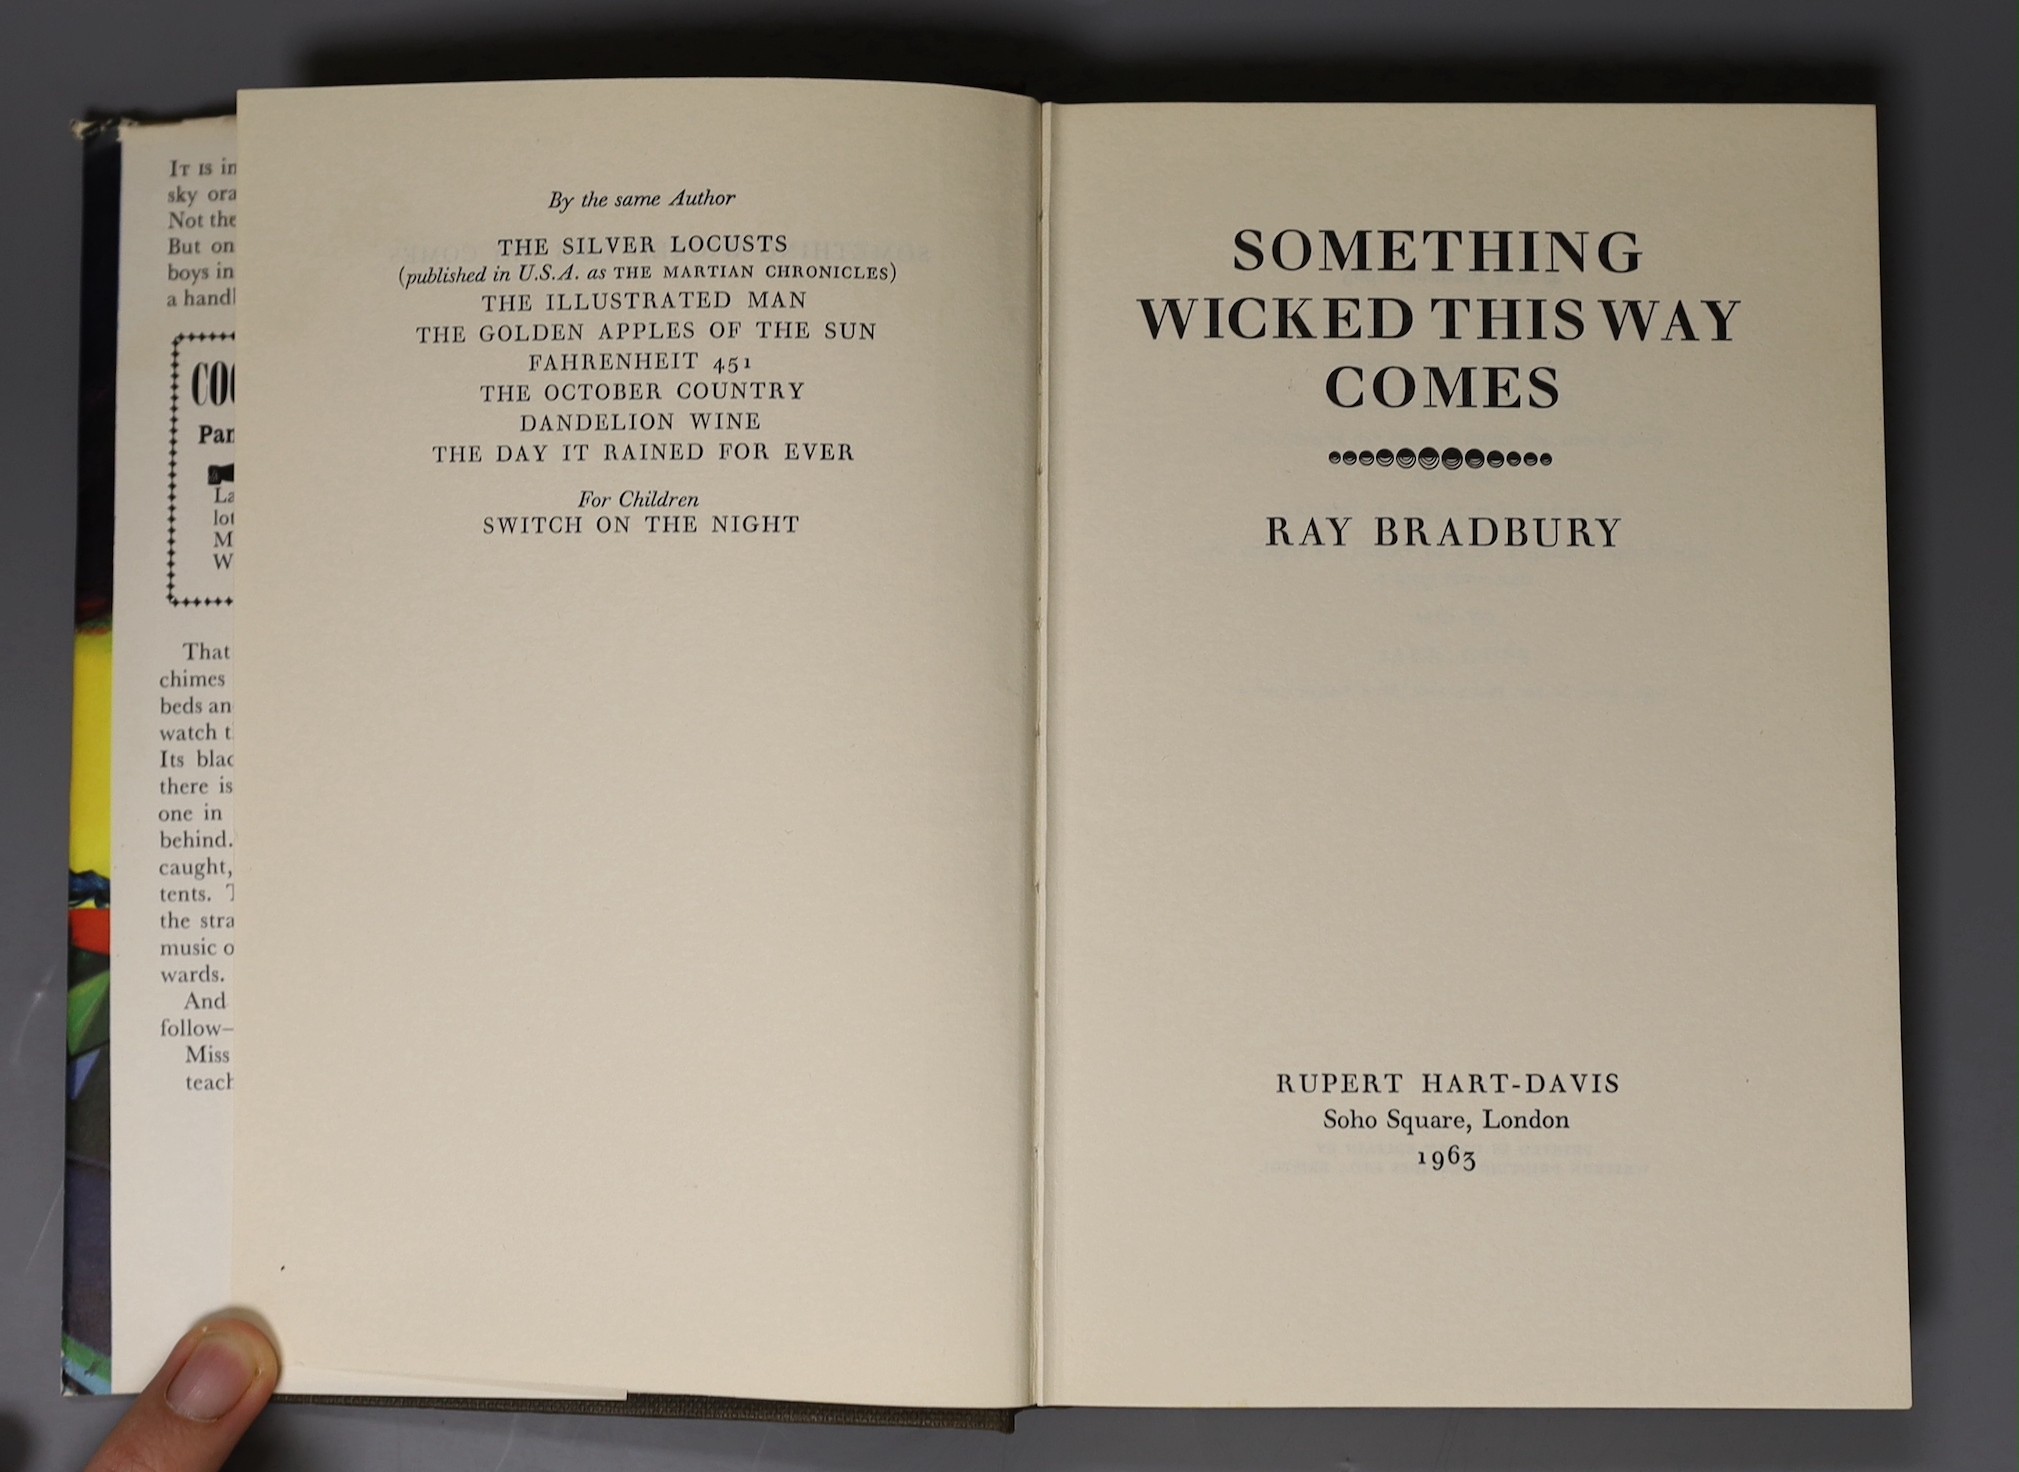 IT IS in
sky ora
Not the
But on
boys in
a handl
COO
Pan
La
lot
M
W
That
chimes
beds an
watch t
Its blac
there is
one in
behind.
caught,
tents. T
the stra
music o
wards.
And
follow–
Miss
teach
By the same Author
THE SILVER LOCUSTS
(published in U.S.A. as THE MARTIAN CHRONICLES)
THE ILLUSTRATED MAN
THE GOLDEN APPLES OF THE SUN
FAHRENHEIT 451
THE OCTOBER COUNTRY
DANDELION WINE
THE DAY IT RAINED FOR EVER
For Children
SWITCH ON THE NIGHT
SOMETHING
WICKED THIS WAY
COMES
RAY BRADBURY
RUPERT HART-DAVIS
Soho Square, London
1963